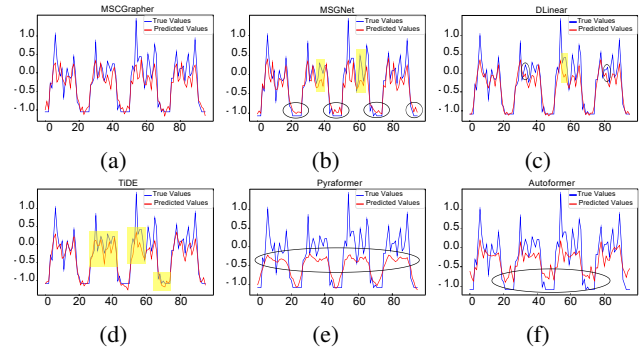 MSCGrapher
True Values
Predicted Values
1.0
0.5
0.0
-0.5
- 1.0
0 20 40 60 80
(a)
MSGNet
True Values
Predicted Values
1.0
0.5
0.0
-0.5
- 1.0
0 20 40 60 80
(b)
DLinear
True Values
Predicted Values
1.0
0.5
0.0
-0.5
- 1.0
0 20 40 60 80
(c)
TiDE
True Values
Predicted Values
1.0
0.5
0.0
-0.5
- 1.0
0 20 40 60 80
(d)
Pyraformer
True Values
Predicted Values
1.0
0.5
0.0
-0.5
- 1.0
0 20 40 60 80
(e)
Autoformer
True Values
Predicted Values
1.0
0.5
0.0
-0.5
- 1.0
0 20 40 60 80
(f)